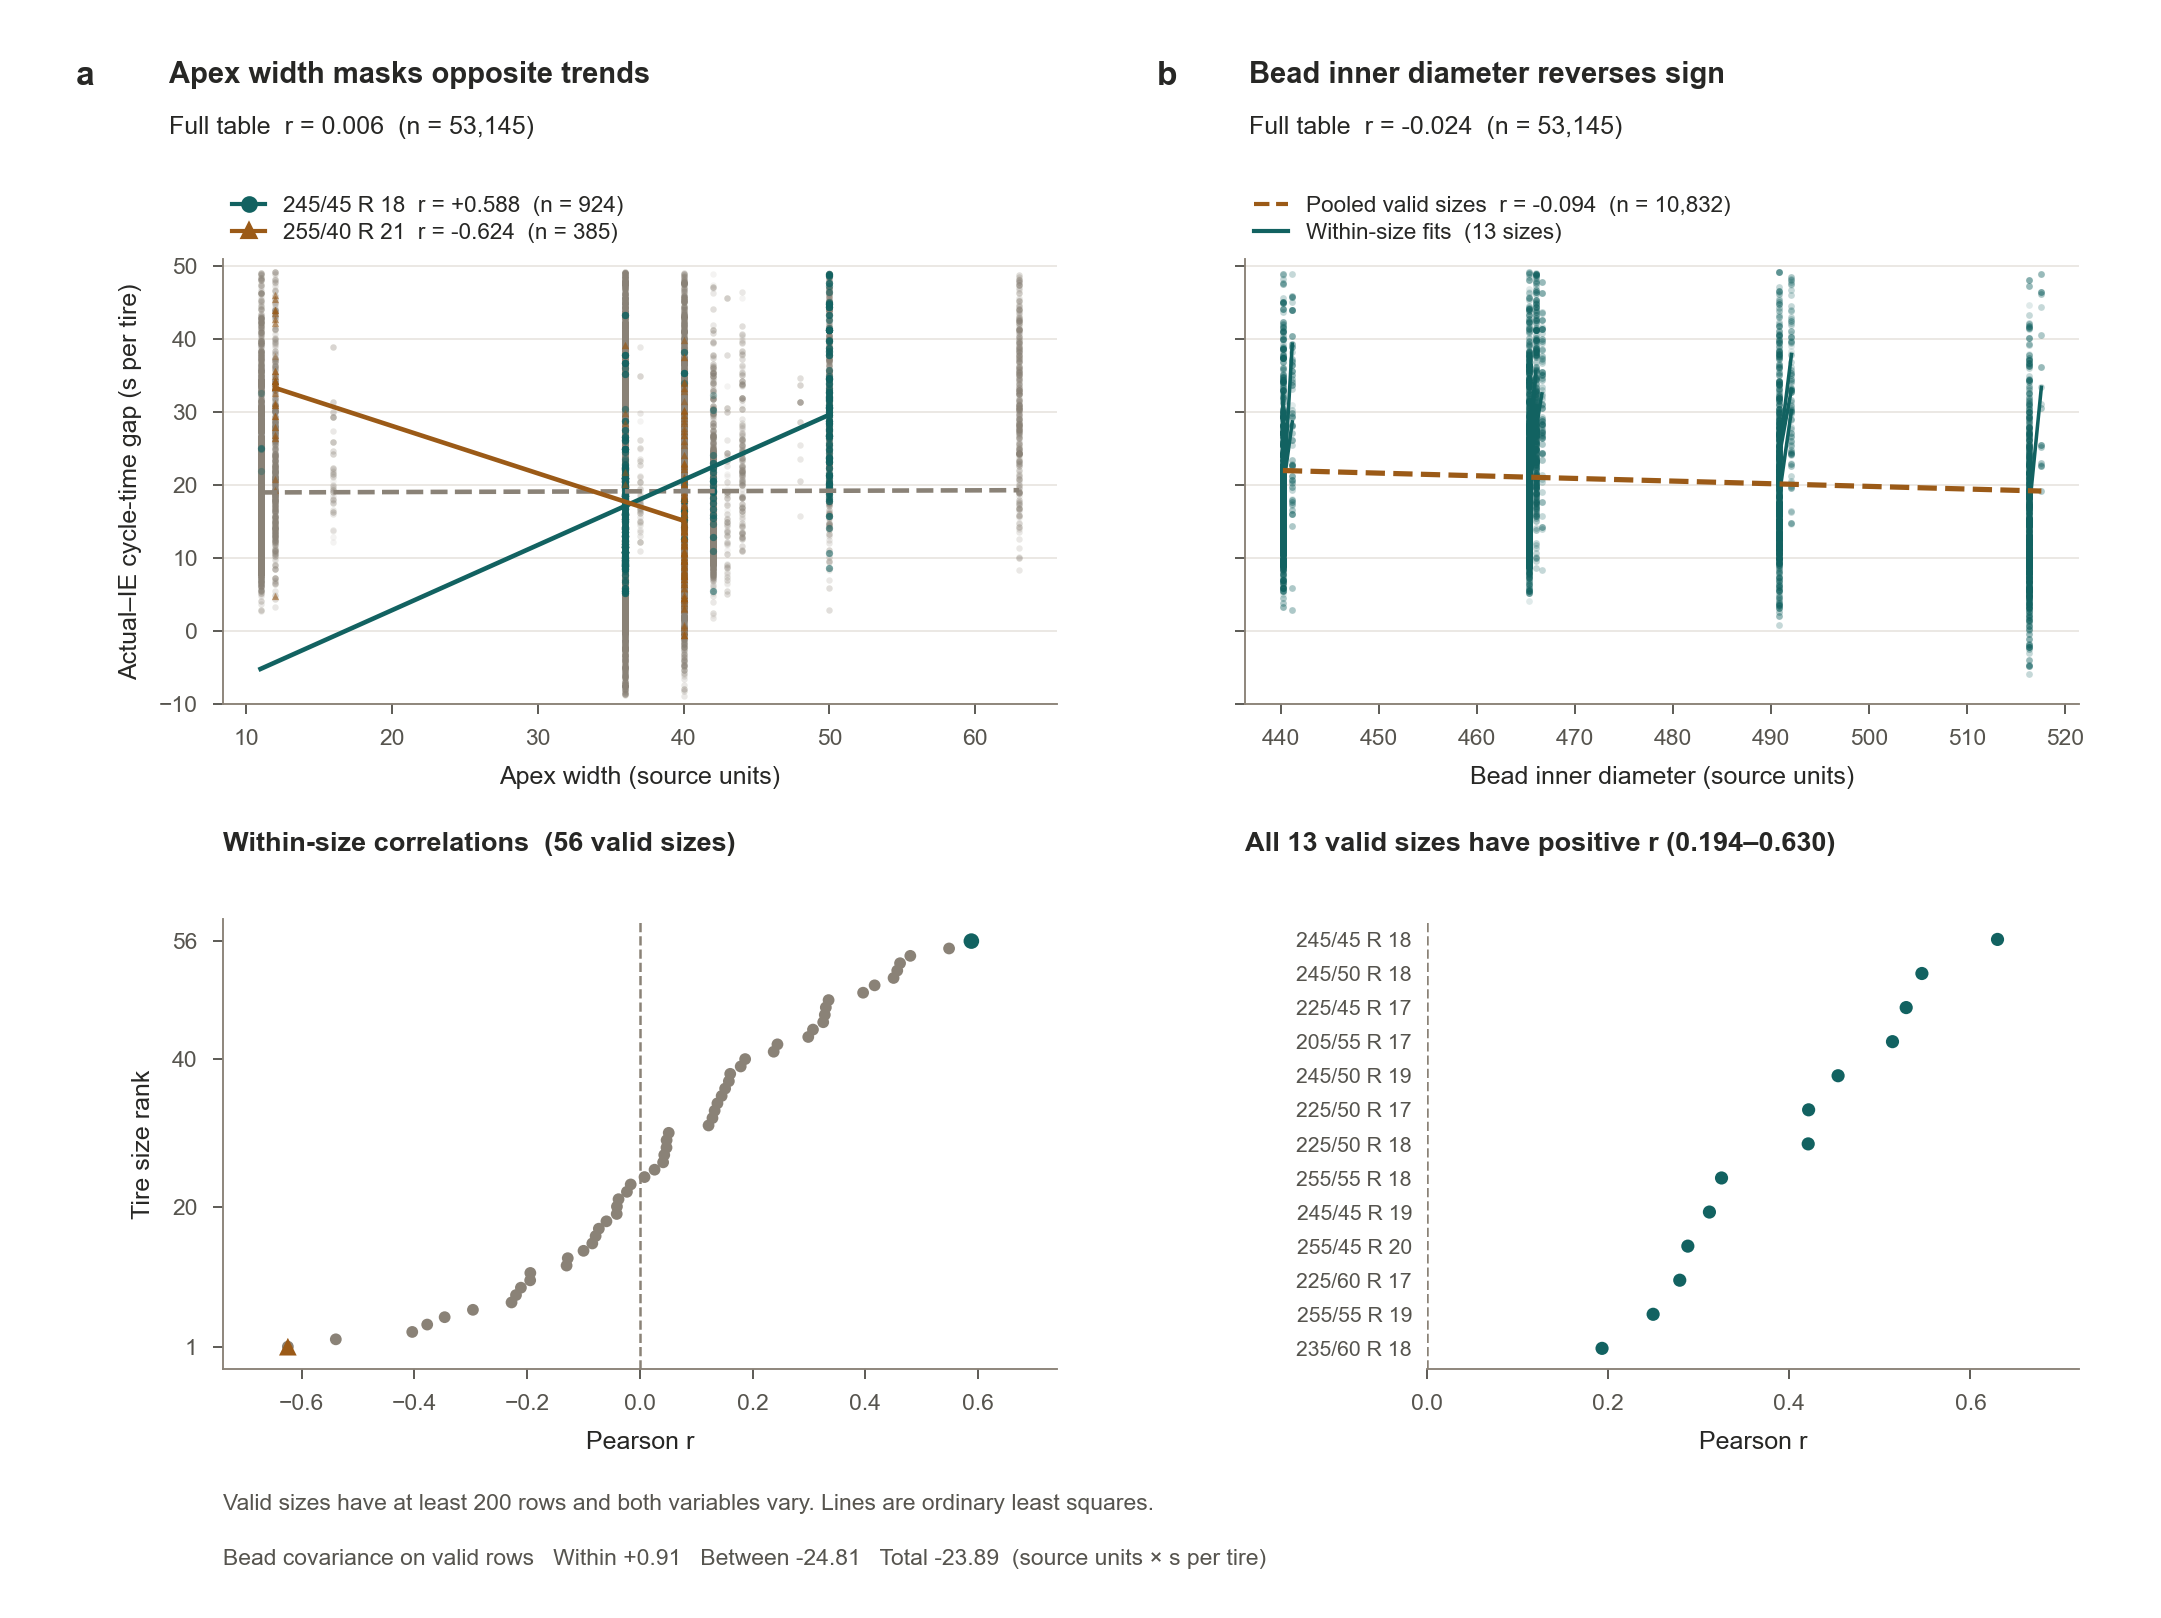 a
Apex width masks opposite trends
Full table  r = 0.006  (n = 53,145)
245/45 R 18  r = +0.588  (n = 924)
255/40 R 21  r = -0.624  (n = 385)
Actual–IE cycle-time gap (s per tire)
50
40
30
20
10
0
−10
10
20
30
40
50
60
Apex width (source units)
b
Bead inner diameter reverses sign
Full table  r = -0.024  (n = 53,145)
Pooled valid sizes  r = -0.094  (n = 10,832)
Within-size fits  (13 sizes)
440
450
460
470
480
490
500
510
520
Bead inner diameter (source units)
Within-size correlations  (56 valid sizes)
Tire size rank
56
40
20
1
−0.6
−0.4
−0.2
0.0
0.2
0.4
0.6
Pearson r
All 13 valid sizes have positive r (0.194–0.630)
245/45 R 18
245/50 R 18
225/45 R 17
205/55 R 17
245/50 R 19
225/50 R 17
225/50 R 18
255/55 R 18
245/45 R 19
255/45 R 20
225/60 R 17
255/55 R 19
235/60 R 18
0.0
0.2
0.4
0.6
Pearson r
Valid sizes have at least 200 rows and both variables vary. Lines are ordinary least squares.
Bead covariance on valid rows   Within +0.91   Between -24.81   Total -23.89  (source units × s per tire)